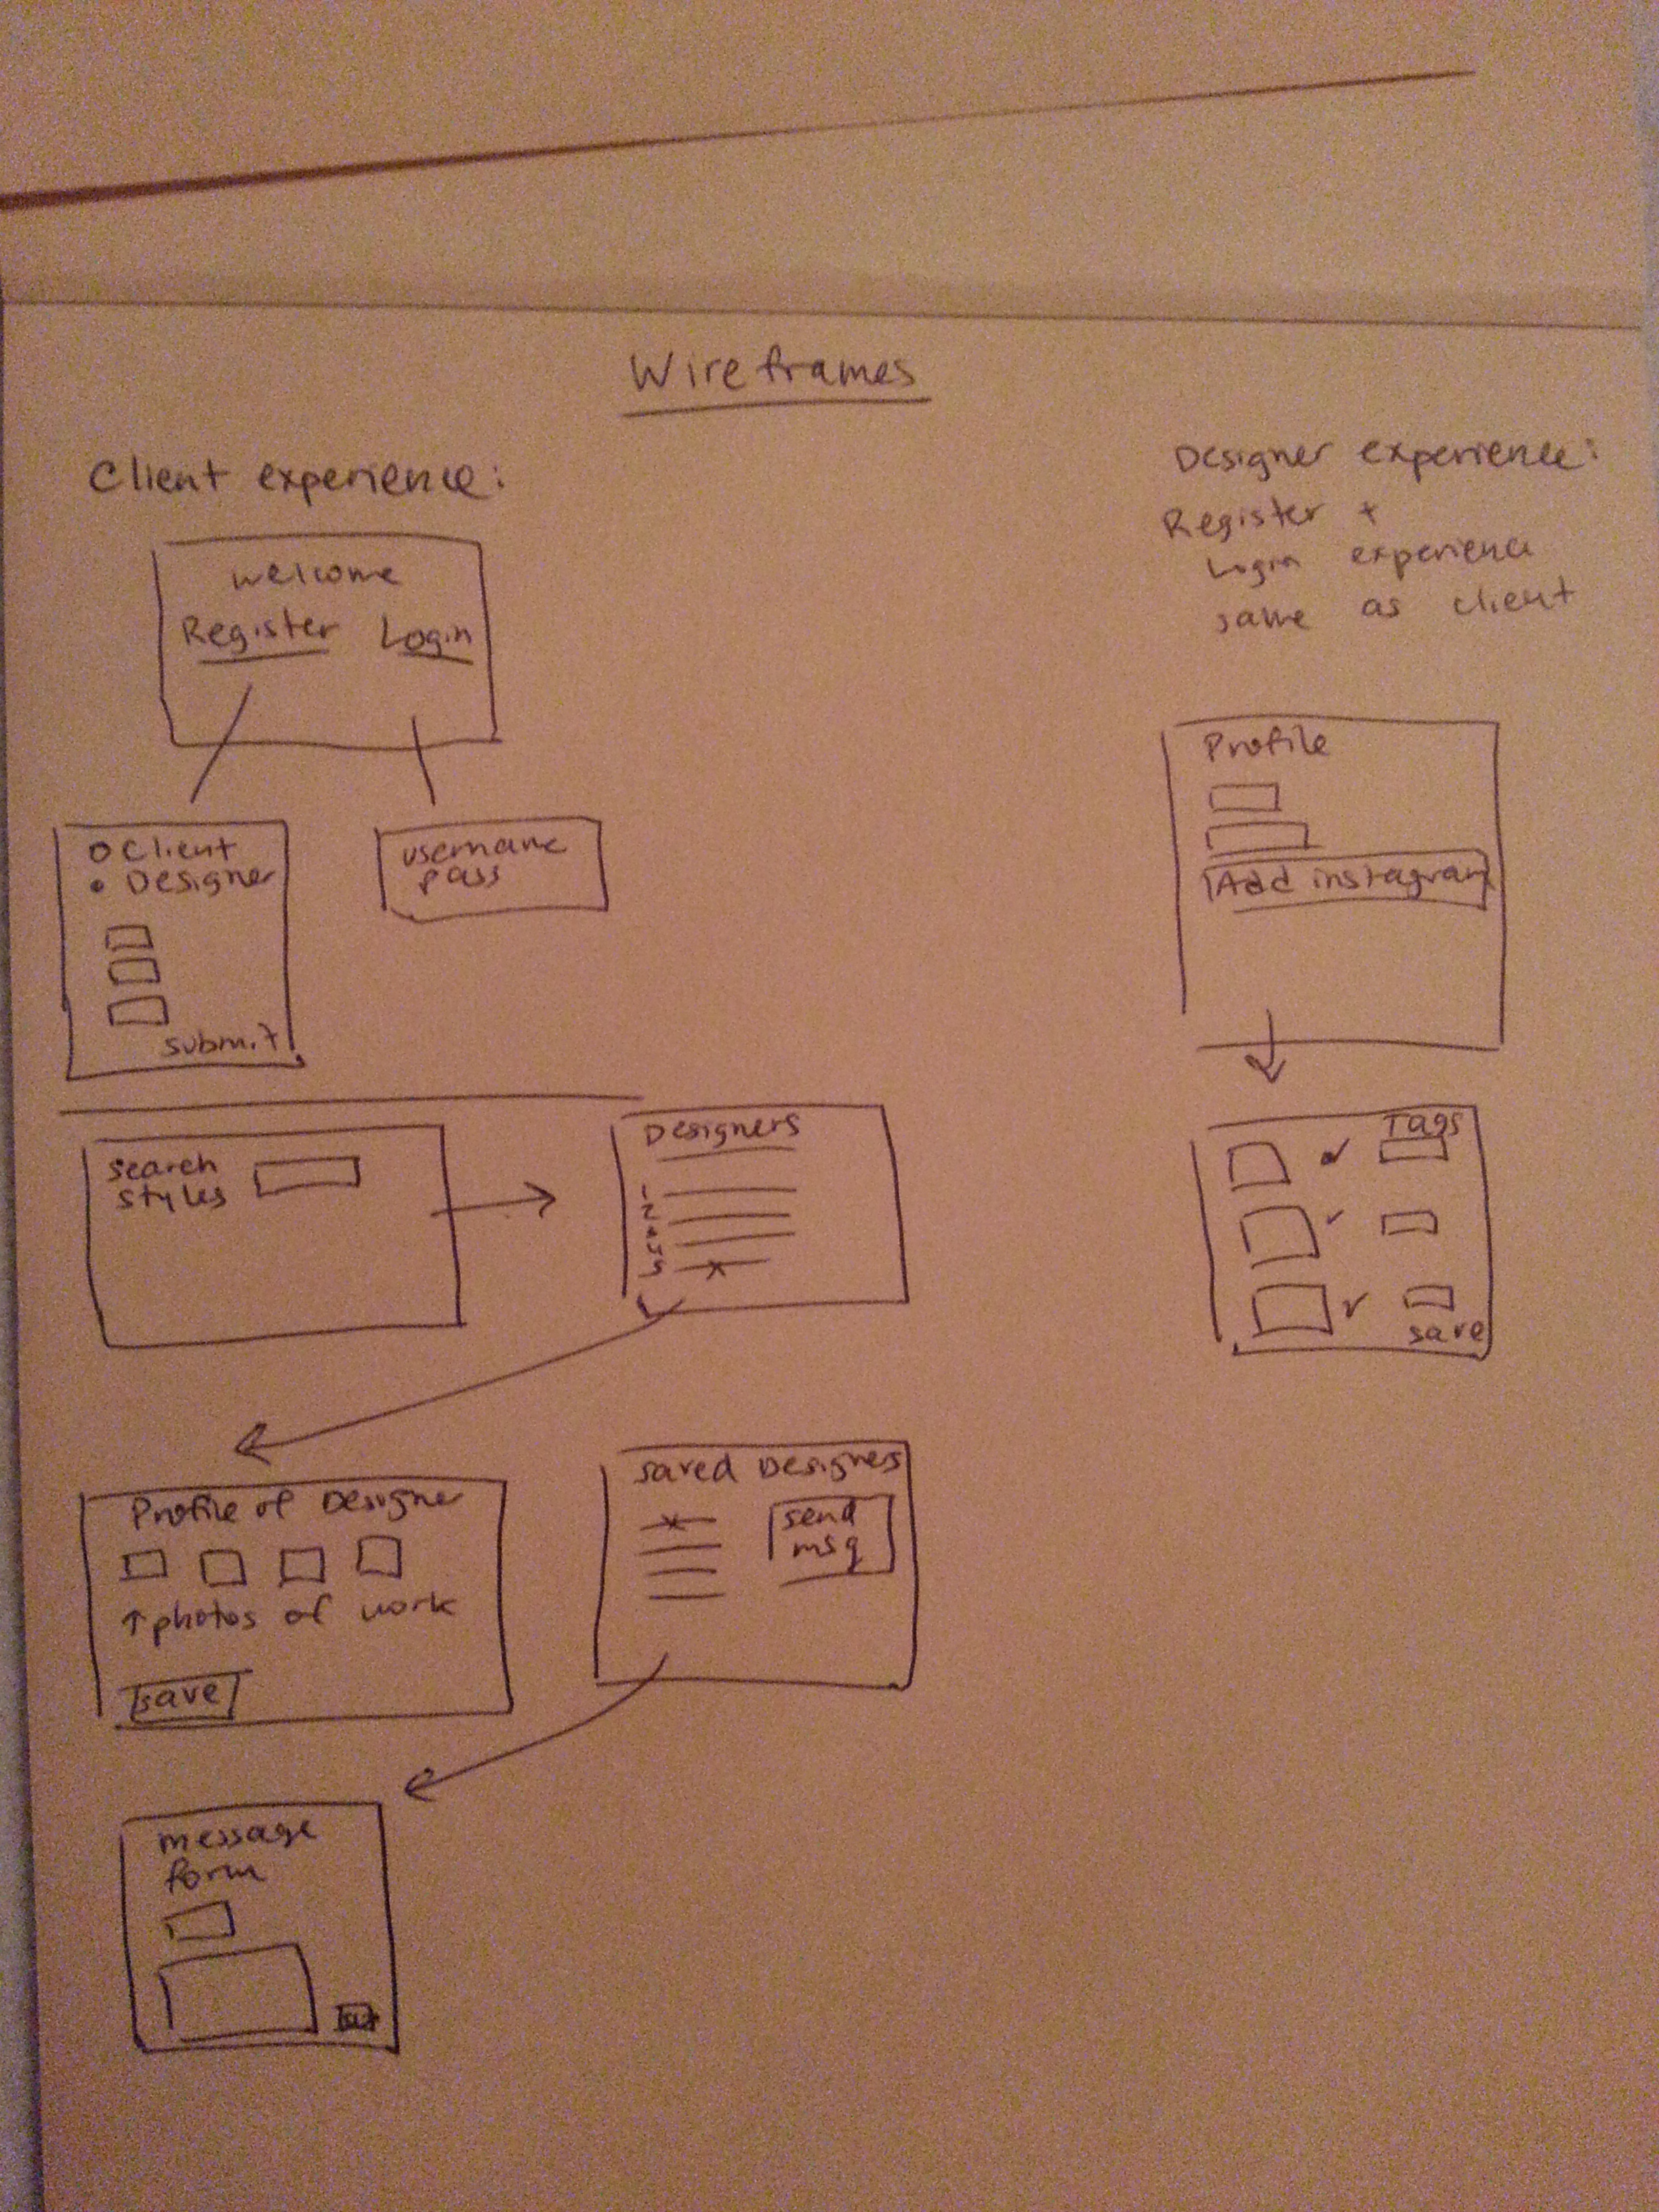 Wireframes
Client experience:
welcome
Register Login
Client
Designer
submit
username
pass
search
styles
Designers
1
2
5
Profile of Designer
↑ photos of work
save
saved Designers
send
msg
message
form
Designer experience:
Register +
Login experience
same as client
Profile
Add instagram
Tags
save